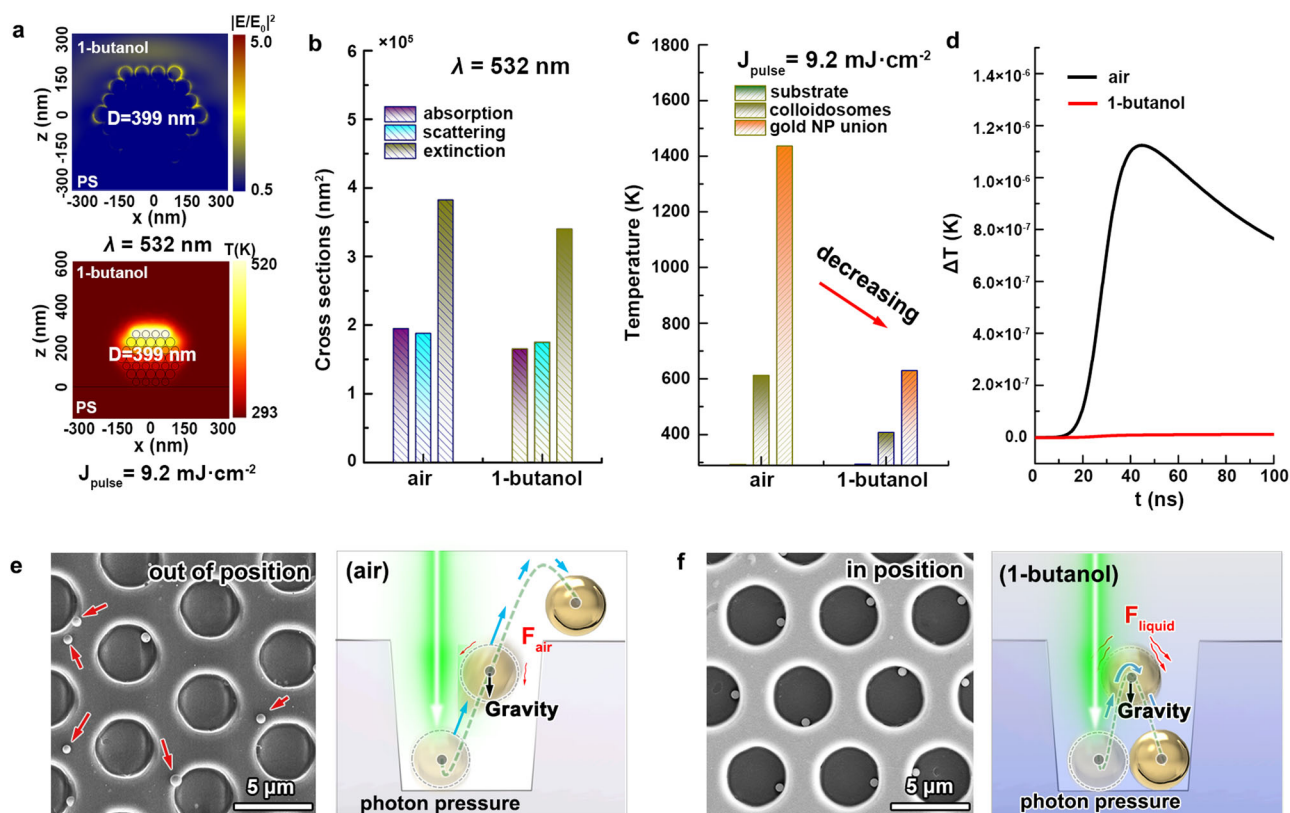 a
|E/E₀|²
1-butanol
5.0
300
150
0
-150
-300
z (nm)
D=399 nm
PS
0.5
-300 -150 0 150 300
x (nm)
λ = 532 nm
T(K)
1-butanol
520
600
400
200
0
z (nm)
D=399 nm
PS
293
-300 -150 0 150 300
x (nm)
J pulse = 9.2 mJ·cm⁻²
b
×10⁵
λ = 532 nm
absorption
scattering
extinction
Cross sections (nm²)
6
5
4
3
2
1
0
air
1-butanol
c
J pulse = 9.2 mJ·cm⁻²
substrate
colloidosomes
gold NP union
Temperature (K)
1800
1600
1400
1200
1000
800
600
400
decreasing
air
1-butanol
d
air
1-butanol
ΔT (K)
1.4×10⁻⁶
1.2×10⁻⁶
1.0×10⁻⁶
8.0×10⁻⁷
6.0×10⁻⁷
4.0×10⁻⁷
2.0×10⁻⁷
0.0
0 20 40 60 80 100
t (ns)
e
out of position
5 μm
(air)
F air
Gravity
photon pressure
f
in position
5 μm
(1-butanol)
F liquid
Gravity
photon pressure